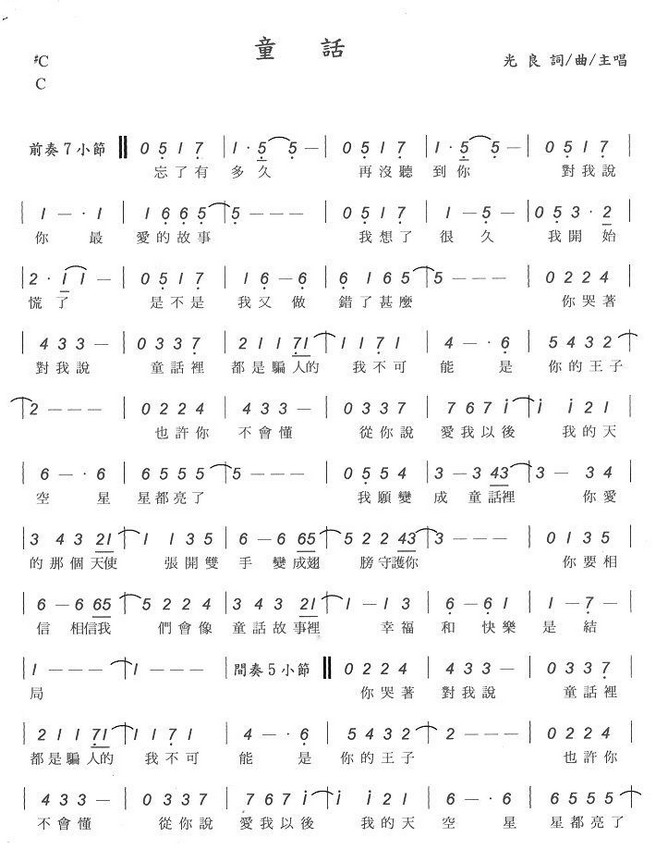 童話
♯C 光良 詞/曲/主唱
C
前奏7小節 ‖ 0 5 1 7 | 1 · 5 5 — | 0 5 1 7 | 1 · 5 5 — | 0 5 1 7 |
忘了有 多久 再沒聽 到你 對我說
1 — · 1 | 1 6 6 5 | 5 — — — | 0 5 1 7 | 1 — 5 — | 0 5 3 · 2 |
你 最 愛的故事 我想了 很久 我開始
2 · 1 1 — | 0 5 1 7 | 1 6 — 6 | 6 1 6 5 | 5 — — — | 0 2 2 4 |
慌了 是不是 我又做 錯了甚麼 你哭著
| 4 3 3 — | 0 3 3 7 | 2 1 1 7 1 | 1 1 7 1 | 4 — · 6 | 5 4 3 2 |
對我說 童話裡 都是騙人的 我不可 能是 你的王子
2 — — — | 0 2 2 4 | 4 3 3 — | 0 3 3 7 | 7 6 7 i | i i 2 1 |
也許你 不會懂 從你說 愛我以後 我的天
| 6 — · 6 | 6 5 5 5 | 5 — — — | 0 5 5 4 | 3 — 3 4 3 | 3 — 3 4 |
空 星 星都亮了 我願變 成 童話裡 你愛
3 4 3 2 1 | 1 1 3 5 | 6 — 6 6 5 | 5 2 2 4 3 | 3 — — — | 0 1 3 5 |
的那個天使 張開雙 手 變成翅 膀守護你 你要相
| 6 — 6 6 5 | 5 2 2 4 | 3 4 3 2 1 | 1 — 1 3 | 6 — 6 1 | 1 — 7 — |
信 相信我 們會像 童話故事裡 幸福 和 快樂 是 結
| 1 — — — | 1 — — — | 間奏5小節 ‖ 0 2 2 4 | 4 3 3 — | 0 3 3 7 |
局 你哭著 對我說 童話裡
| 2 1 1 7 1 | 1 1 7 1 | 4 — · 6 | 5 4 3 2 | 2 — — — | 0 2 2 4 |
都是騙人的 我不可 能是 你的王子 也許你
| 4 3 3 — | 0 3 3 7 | 7 6 7 i | i i 2 1 | 6 — · 6 | 6 5 5 5 |
不會懂 從你說 愛我以後 我的天 空 星 星都亮了